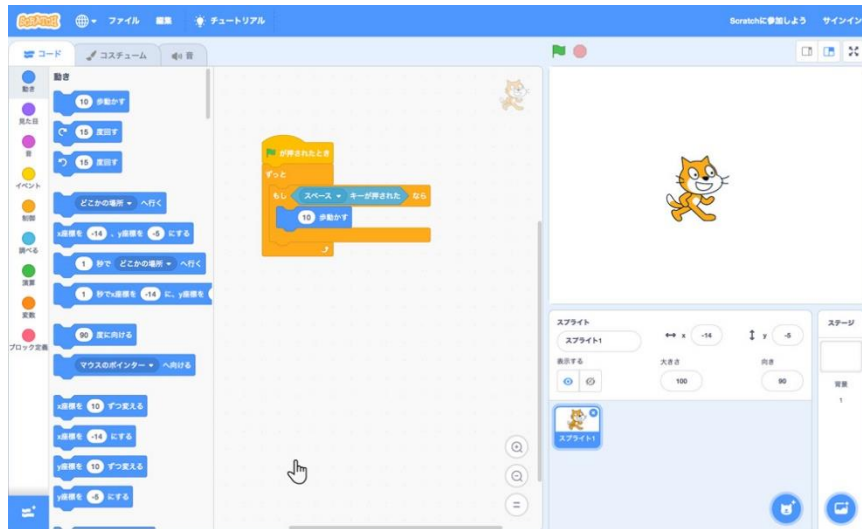 SCRATCH
ファイル
編集
チュートリアル
Scratchに参加しよう
サインイン
コード
コスチューム
音
動き
見た目
音
イベント
制御
調べる
演算
変数
ブロック定義
動き
10 歩動かす
15 度回す
15 度回す
どこかの場所 へ行く
x座標を -14 、y座標を -5 にする
1 秒で どこかの場所 へ行く
1 秒でx座標を -14 に、y座標を
90 度に向ける
マウスのポインター へ向ける
x座標を 10 ずつ変える
x座標を -14 にする
y座標を 10 ずつ変える
y座標を -5 にする
が押されたとき
ずっと
もし スペース キーが押された なら
10 歩動かす
スプライト
スプライト1
x -14
y -5
表示する
大きさ
100
向き
90
スプライト1
ステージ
背景
1